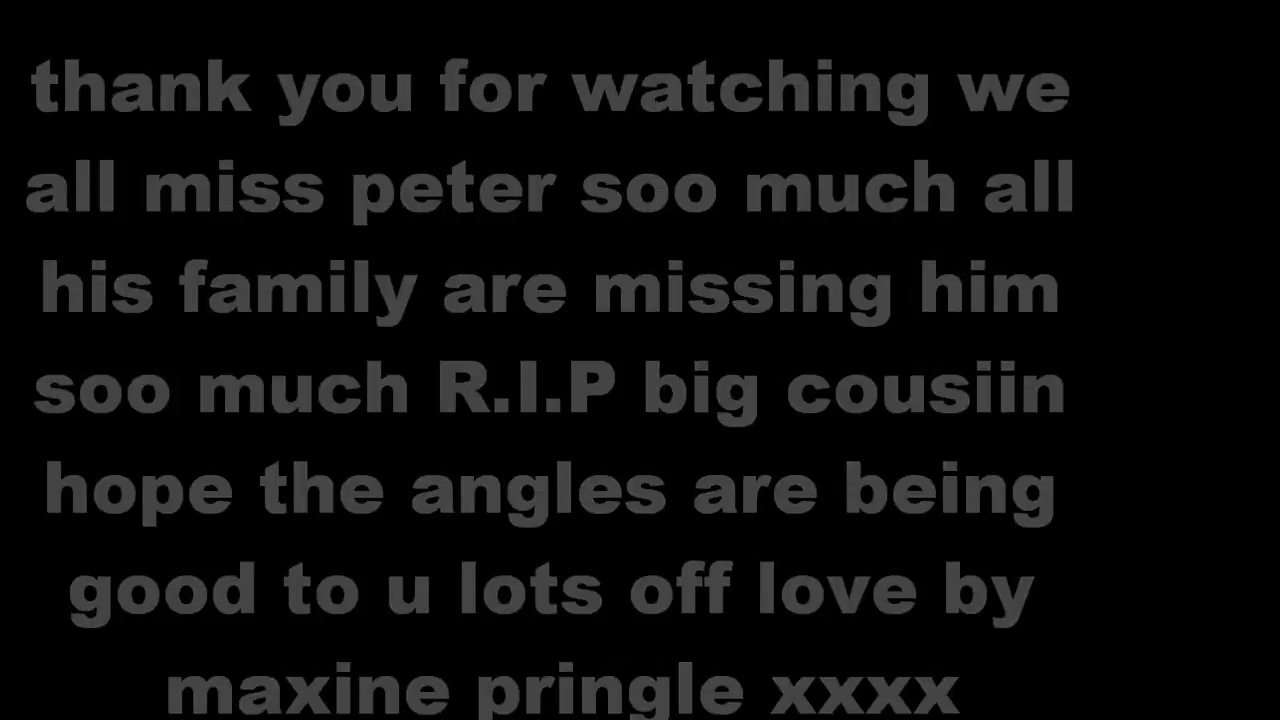 thank you for watching we
all miss peter soo much all
his family are missing him
soo much R.I.P big cousiin
hope the angles are being
good to u lots off love by
maxine pringle xxxx